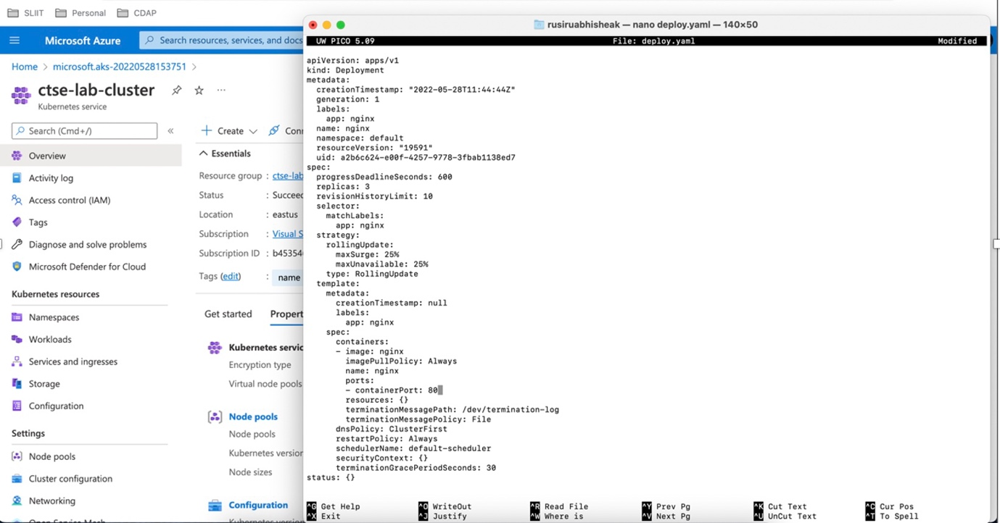 SLIIT Personal CDAP
Microsoft Azure
Search resources, services, and docs
Home > microsoft.aks-20220528153751 >
ctse-lab-cluster
Kubernetes service
Search (Cmd+/)
Overview
Activity log
Access control (IAM)
Tags
Diagnose and solve problems
Microsoft Defender for Cloud
Kubernetes resources
Namespaces
Workloads
Services and ingresses
Storage
Configuration
Settings
Node pools
Cluster configuration
Networking
Open Service Mesh
Create
Conn
Essentials
Resource group : ctse-lab
Status : Succeed
Location : eastus
Subscription : Visual S
Subscription ID : b45354
Tags (edit) : name
Get started Propert
Kubernetes servic
Encryption type
Virtual node pools
Node pools
Node pools
Kubernetes version
Node sizes
Configuration
rusiruabhisheak — nano deploy.yaml — 140×50
UW PICO 5.09 File: deploy.yaml Modified
apiVersion: apps/v1
kind: Deployment
metadata:
  creationTimestamp: "2022-05-28T11:44:44Z"
  generation: 1
  labels:
    app: nginx
  name: nginx
  namespace: default
  resourceVersion: "19591"
  uid: a2b6c624-e00f-4257-9778-3fbab1138ed7
spec:
  progressDeadlineSeconds: 600
  replicas: 3
  revisionHistoryLimit: 10
  selector:
    matchLabels:
      app: nginx
  strategy:
    rollingUpdate:
      maxSurge: 25%
      maxUnavailable: 25%
    type: RollingUpdate
  template:
    metadata:
      creationTimestamp: null
      labels:
        app: nginx
    spec:
      containers:
      - image: nginx
        imagePullPolicy: Always
        name: nginx
        ports:
        - containerPort: 80
        resources: {}
        terminationMessagePath: /dev/termination-log
        terminationMessagePolicy: File
      dnsPolicy: ClusterFirst
      restartPolicy: Always
      schedulerName: default-scheduler
      securityContext: {}
      terminationGracePeriodSeconds: 30
status: {}
^G Get Help ^O WriteOut ^R Read File ^Y Prev Pg ^K Cut Text ^C Cur Pos
^X Exit ^J Justify ^W Where is ^V Next Pg ^U UnCut Text ^T To Spell